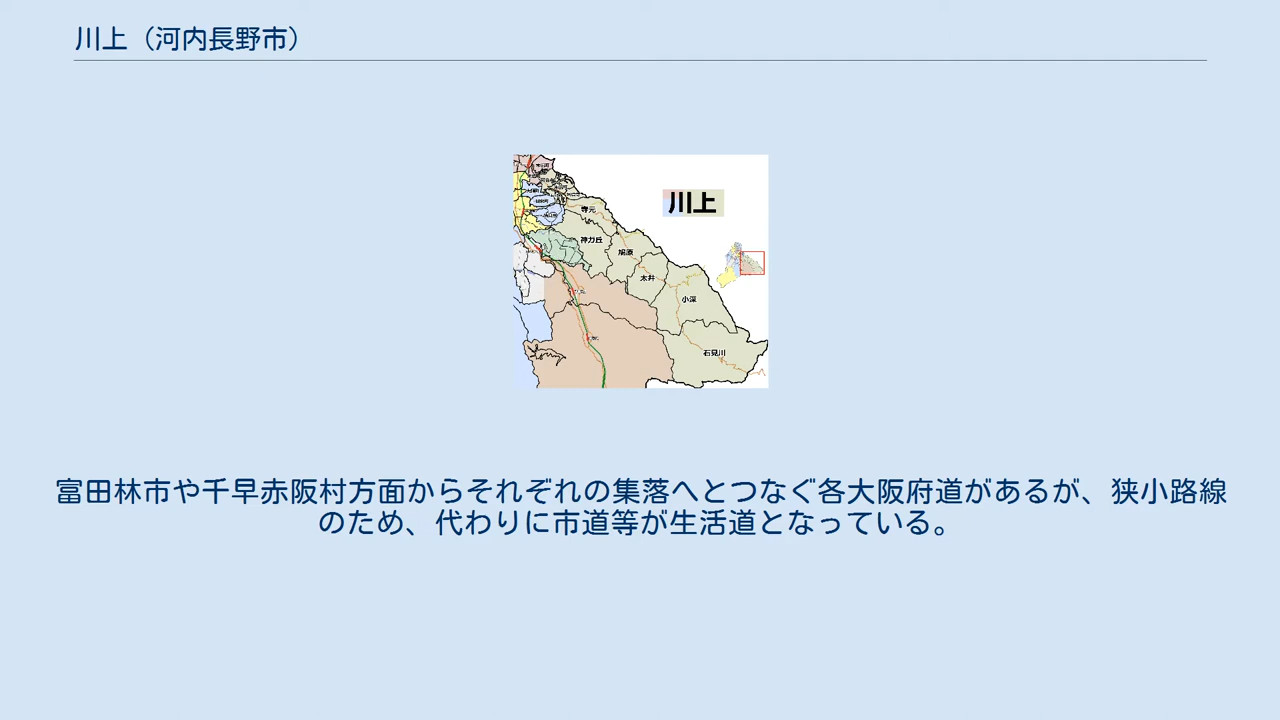 川上（河内長野市）
川上
寺元
神ガ丘
鳩原
太井
小深
石見川
富田林市や千早赤阪村方面からそれぞれの集落へとつなぐ各大阪府道があるが、狭小路線
のため、代わりに市道等が生活道となっている。